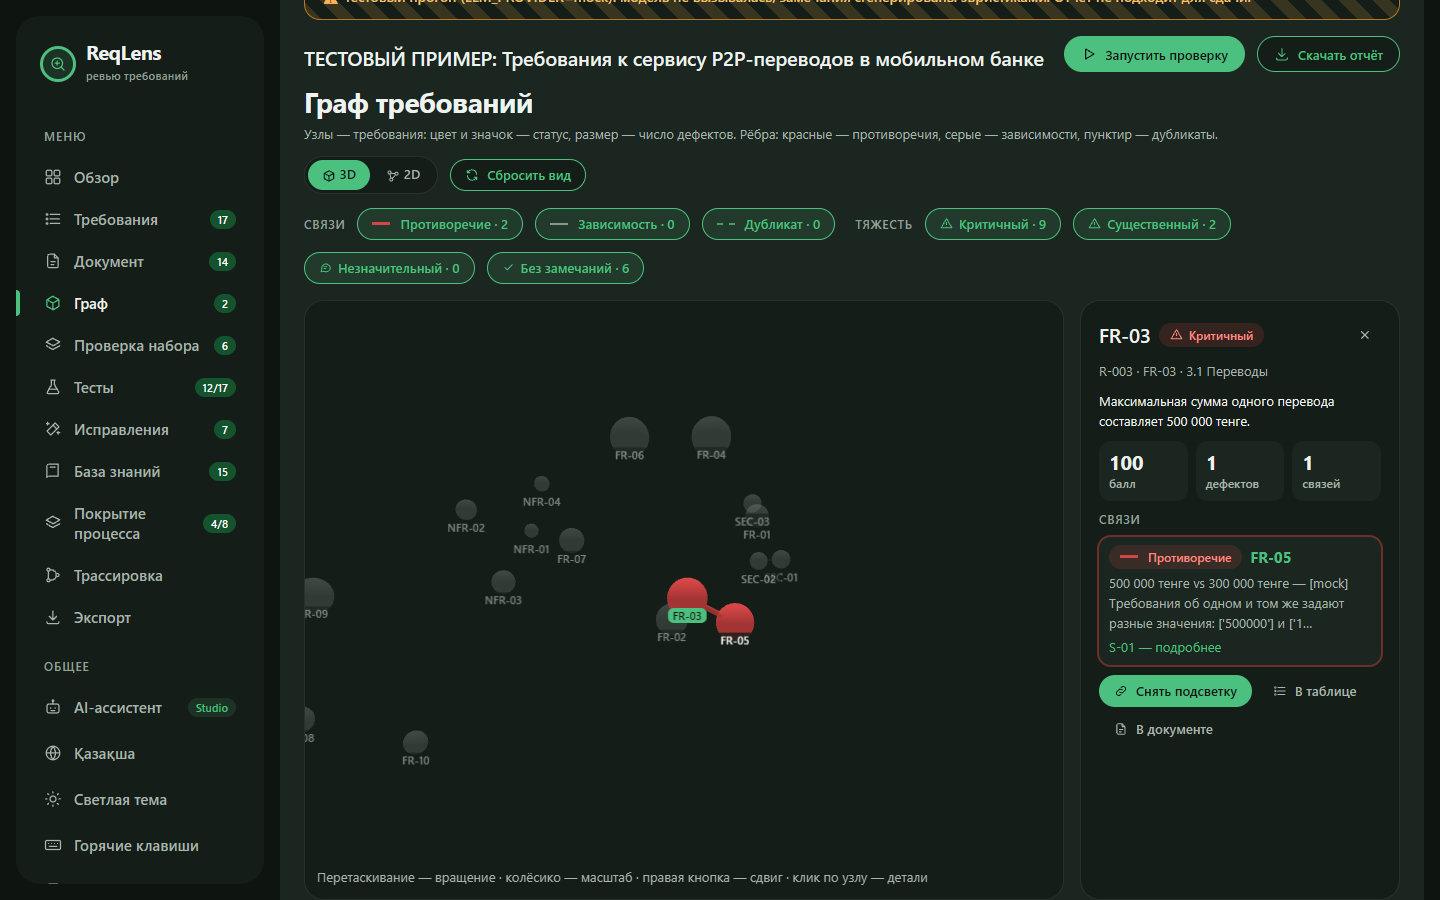 ReqLens
ревью требований
МЕНЮ
Обзор
Требования 17
Документ 14
Граф 2
Проверка набора 6
Тесты 12/17
Исправления 7
База знаний 15
Покрытие процесса 4/8
Трассировка
Экспорт
ОБЩЕЕ
AI-ассистент Studio
Қазақша
Светлая тема
Горячие клавиши
ТЕСТОВЫЙ ПРИМЕР: Требования к сервису P2P-переводов в мобильном банке
Запустить проверку
Скачать отчёт
Граф требований
Узлы — требования: цвет и значок — статус, размер — число дефектов. Рёбра: красные — противоречия, серые — зависимости, пунктир — дубликаты.
3D 2D Сбросить вид
СВЯЗИ Противоречие · 2 Зависимость · 0 Дубликат · 0 ТЯЖЕСТЬ Критичный · 9 Существенный · 2
Незначительный · 0 Без замечаний · 6
FR-06 FR-04
NFR-04
NFR-02
SEC-03
FR-01
NFR-01
FR-07
SEC-02
NFR-03
FR-03
FR-02
FR-05
FR-10
Перетаскивание — вращение · колёсико — масштаб · правая кнопка — сдвиг · клик по узлу — детали
FR-03 Критичный
R-003 · FR-03 · 3.1 Переводы
Максимальная сумма одного перевода
составляет 500 000 тенге.
100 1 1
балл дефектов связей
СВЯЗИ
Противоречие FR-05
500 000 тенге vs 300 000 тенге — [mock]
Требования об одном и том же задают
разные значения: ['500000'] и ['1...
S-01 — подробнее
Снять подсветку В таблице
В документе